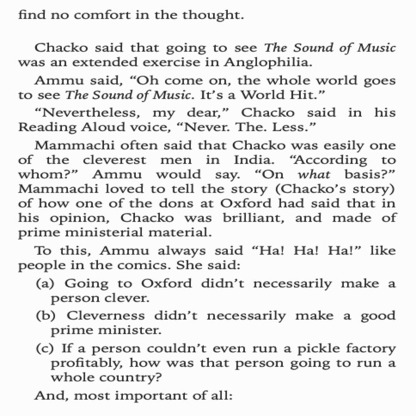 find no comfort in the thought.
Chacko said that going to see The Sound of Music
was an extended exercise in Anglophilia.
Ammu said, “Oh come on, the whole world goes
to see The Sound of Music. It’s a World Hit.”
“Nevertheless, my dear,” Chacko said in his
Reading Aloud voice, “Never. The. Less.”
Mammachi often said that Chacko was easily one
of the cleverest men in India. “According to
whom?” Ammu would say. “On what basis?”
Mammachi loved to tell the story (Chacko’s story)
of how one of the dons at Oxford had said that in
his opinion, Chacko was brilliant, and made of
prime ministerial material.
To this, Ammu always said “Ha! Ha! Ha!” like
people in the comics. She said:
(a) Going to Oxford didn’t necessarily make a
person clever.
(b) Cleverness didn’t necessarily make a good
prime minister.
(c) If a person couldn’t even run a pickle factory
profitably, how was that person going to run a
whole country?
And, most important of all: